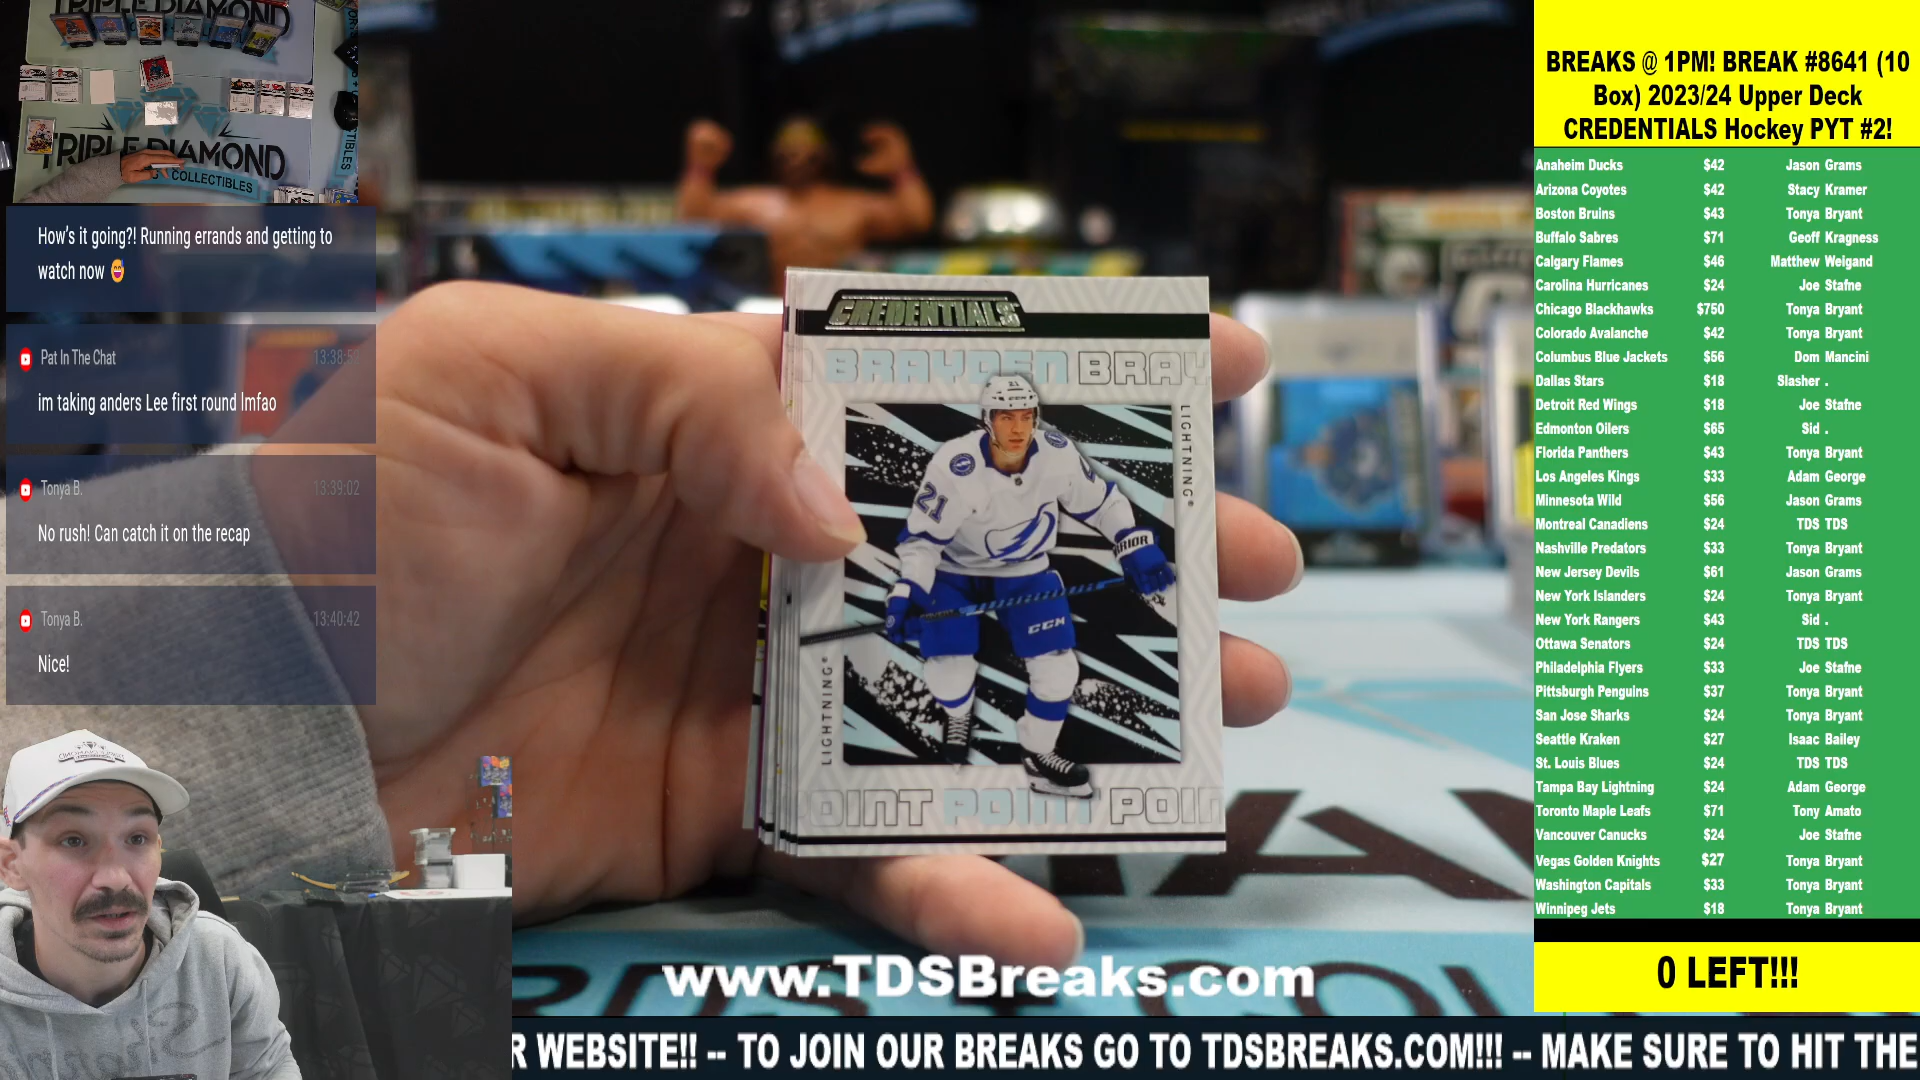 TRIPLE DIAMOND
TRIPLE DIAMOND
COLLECTIBLES
How's it going?! Running errands and getting to
watch now 😅
Pat In The Chat
im taking anders Lee first round lmfao
Tonya B. 13:39:02
No rush! Can catch it on the recap
Tonya B. 13:40:42
Nice!
CREDENTIALS
BRAYDEN BRAY
LIGHTNING
21
WARRIOR
CCM
LIGHTNING
OINT POINT POIN
www.TDSBreaks.com
R WEBSITE!! -- TO JOIN OUR BREAKS GO TO TDSBREAKS.COM!!! -- MAKE SURE TO HIT THE
BREAKS @ 1PM! BREAK #8641 (10
Box) 2023/24 Upper Deck
CREDENTIALS Hockey PYT #2!
Anaheim Ducks $42 Jason Grams
Arizona Coyotes $42 Stacy Kramer
Boston Bruins $43 Tonya Bryant
Buffalo Sabres $71 Geoff Kragness
Calgary Flames $46 Matthew Weigand
Carolina Hurricanes $24 Joe Stafne
Chicago Blackhawks $750 Tonya Bryant
Colorado Avalanche $42 Tonya Bryant
Columbus Blue Jackets $56 Dom Mancini
Dallas Stars $18 Slasher .
Detroit Red Wings $18 Joe Stafne
Edmonton Oilers $65 Sid .
Florida Panthers $43 Tonya Bryant
Los Angeles Kings $33 Adam George
Minnesota Wild $56 Jason Grams
Montreal Canadiens $24 TDS TDS
Nashville Predators $33 Tonya Bryant
New Jersey Devils $61 Jason Grams
New York Islanders $24 Tonya Bryant
New York Rangers $43 Sid .
Ottawa Senators $24 TDS TDS
Philadelphia Flyers $33 Joe Stafne
Pittsburgh Penguins $37 Tonya Bryant
San Jose Sharks $24 Tonya Bryant
Seattle Kraken $27 Isaac Bailey
St. Louis Blues $24 TDS TDS
Tampa Bay Lightning $24 Adam George
Toronto Maple Leafs $71 Tony Amato
Vancouver Canucks $24 Joe Stafne
Vegas Golden Knights $27 Tonya Bryant
Washington Capitals $33 Tonya Bryant
Winnipeg Jets $18 Tonya Bryant
0 LEFT!!!